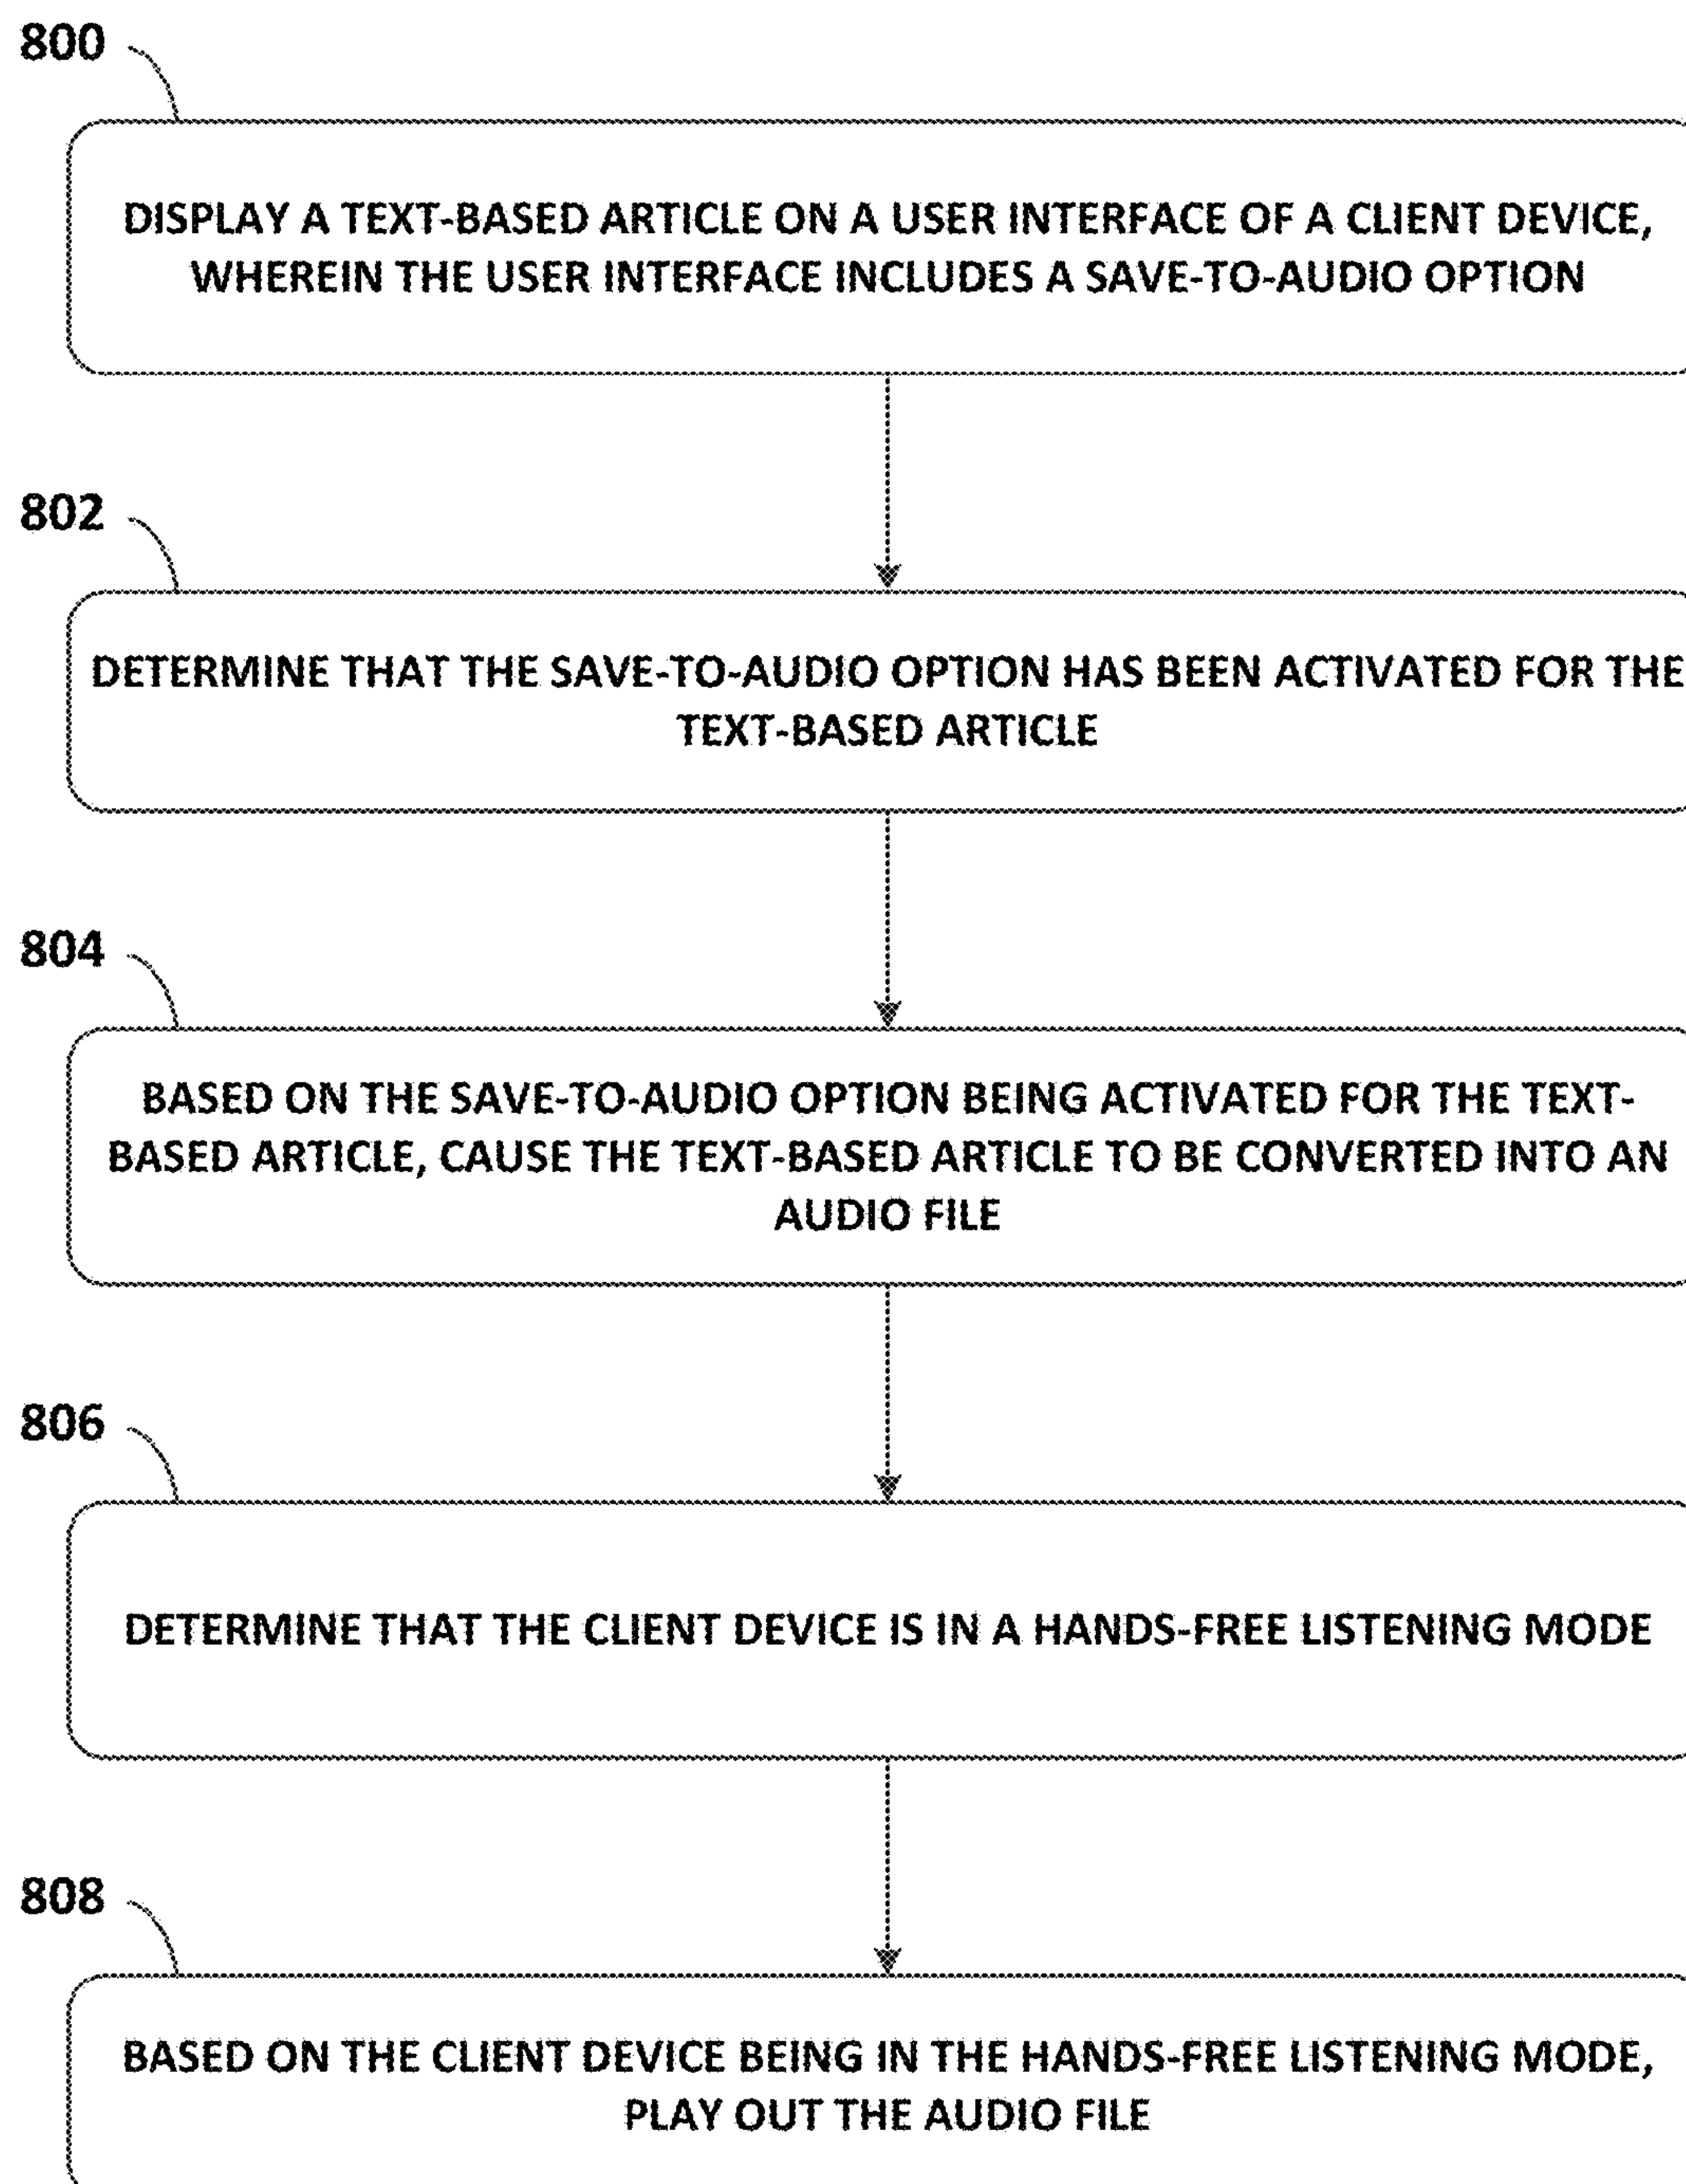 800
DISPLAY A TEXT-BASED ARTICLE ON A USER INTERFACE OF A CLIENT DEVICE,
WHEREIN THE USER INTERFACE INCLUDES A SAVE-TO-AUDIO OPTION
802
DETERMINE THAT THE SAVE-TO-AUDIO OPTION HAS BEEN ACTIVATED FOR THE
TEXT-BASED ARTICLE
804
BASED ON THE SAVE-TO-AUDIO OPTION BEING ACTIVATED FOR THE TEXT-
BASED ARTICLE, CAUSE THE TEXT-BASED ARTICLE TO BE CONVERTED INTO AN
AUDIO FILE
806
DETERMINE THAT THE CLIENT DEVICE IS IN A HANDS-FREE LISTENING MODE
808
BASED ON THE CLIENT DEVICE BEING IN THE HANDS-FREE LISTENING MODE,
PLAY OUT THE AUDIO FILE